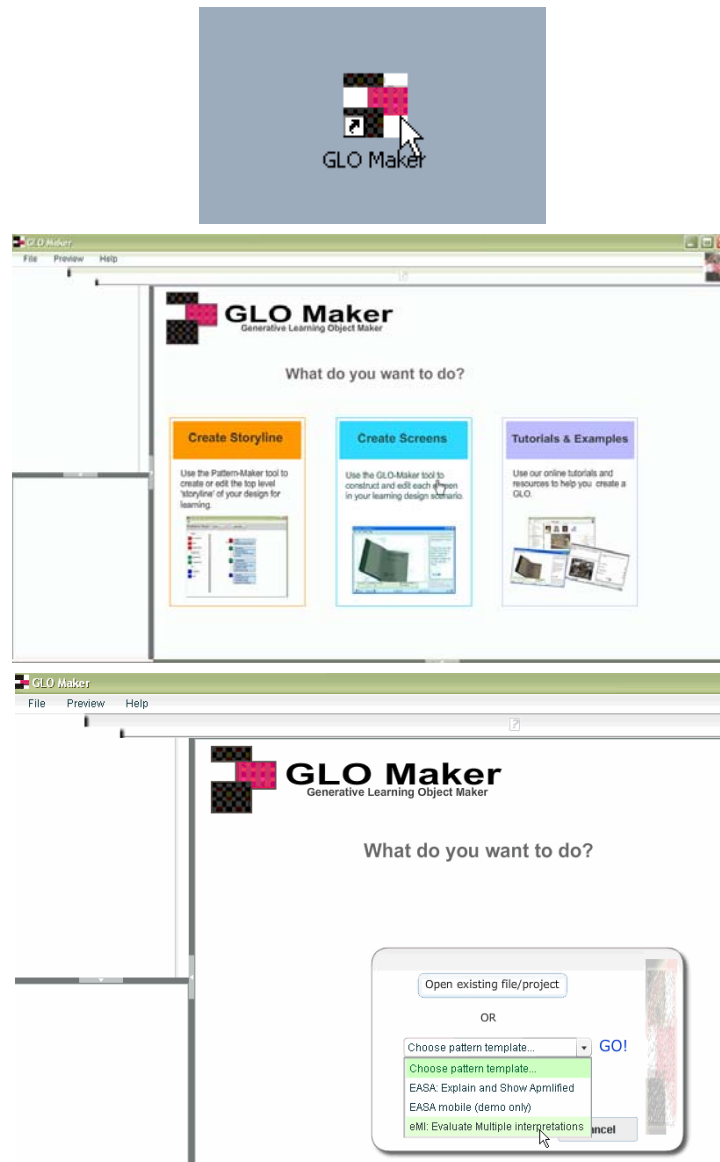 GLO Maker
GLO Maker
File Preview Help
GLO Maker
Generative Learning Object Maker
What do you want to do?
Create Storyline
Use the Pattern-Maker tool to
create or edit the top level
'storyline' of your design for
learning.
Create Screens
Use the GLO-Maker tool to
construct and edit each screen
in your learning design scenario.
Tutorials & Examples
Use our online tutorials and
resources to help you create a
GLO.
GLO Maker
File Preview Help
?
GLO Maker
Generative Learning Object Maker
What do you want to do?
Open existing file/project
OR
Choose pattern template...
GO!
Choose pattern template...
EASA: Explain and Show Apmlified
EASA mobile (demo only)
eMI: Evaluate Multiple interpretations
ncel